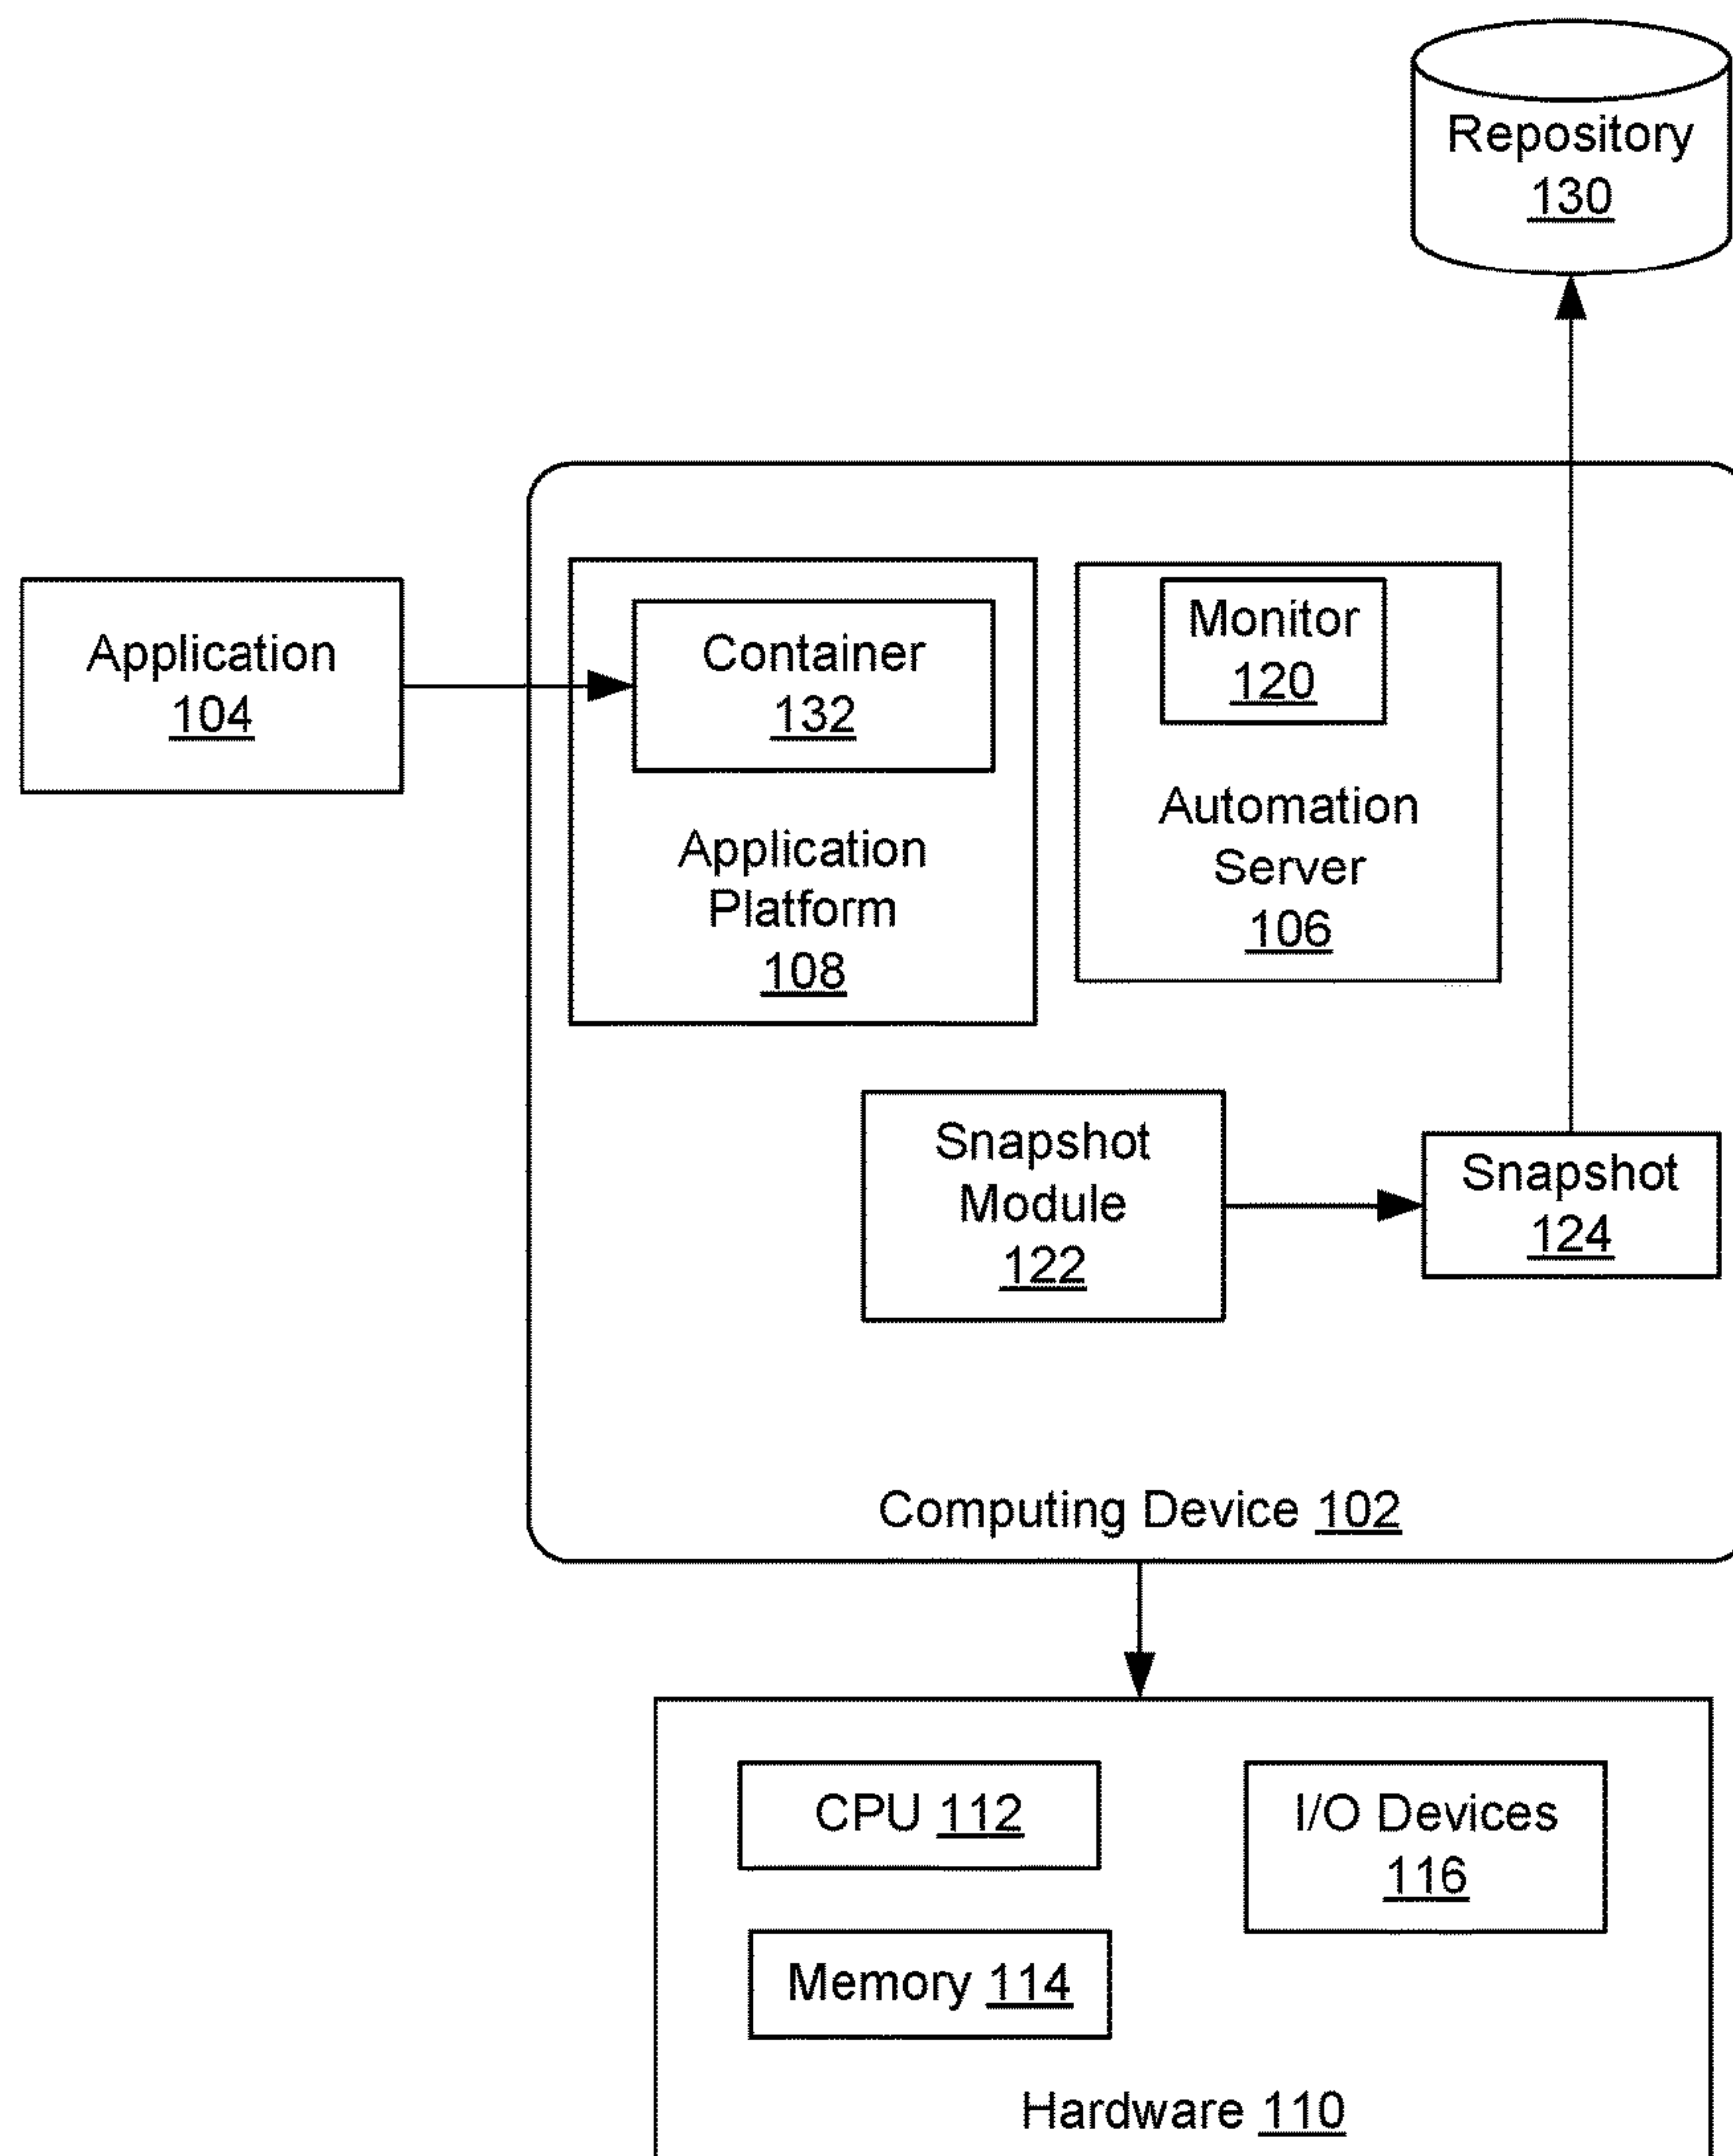 Repository
130
Application
104
Container
132
Application
Platform
108
Monitor
120
Automation
Server
106
Snapshot
Module
122
Snapshot
124
Computing Device 102
CPU 112
I/O Devices
116
Memory 114
Hardware 110